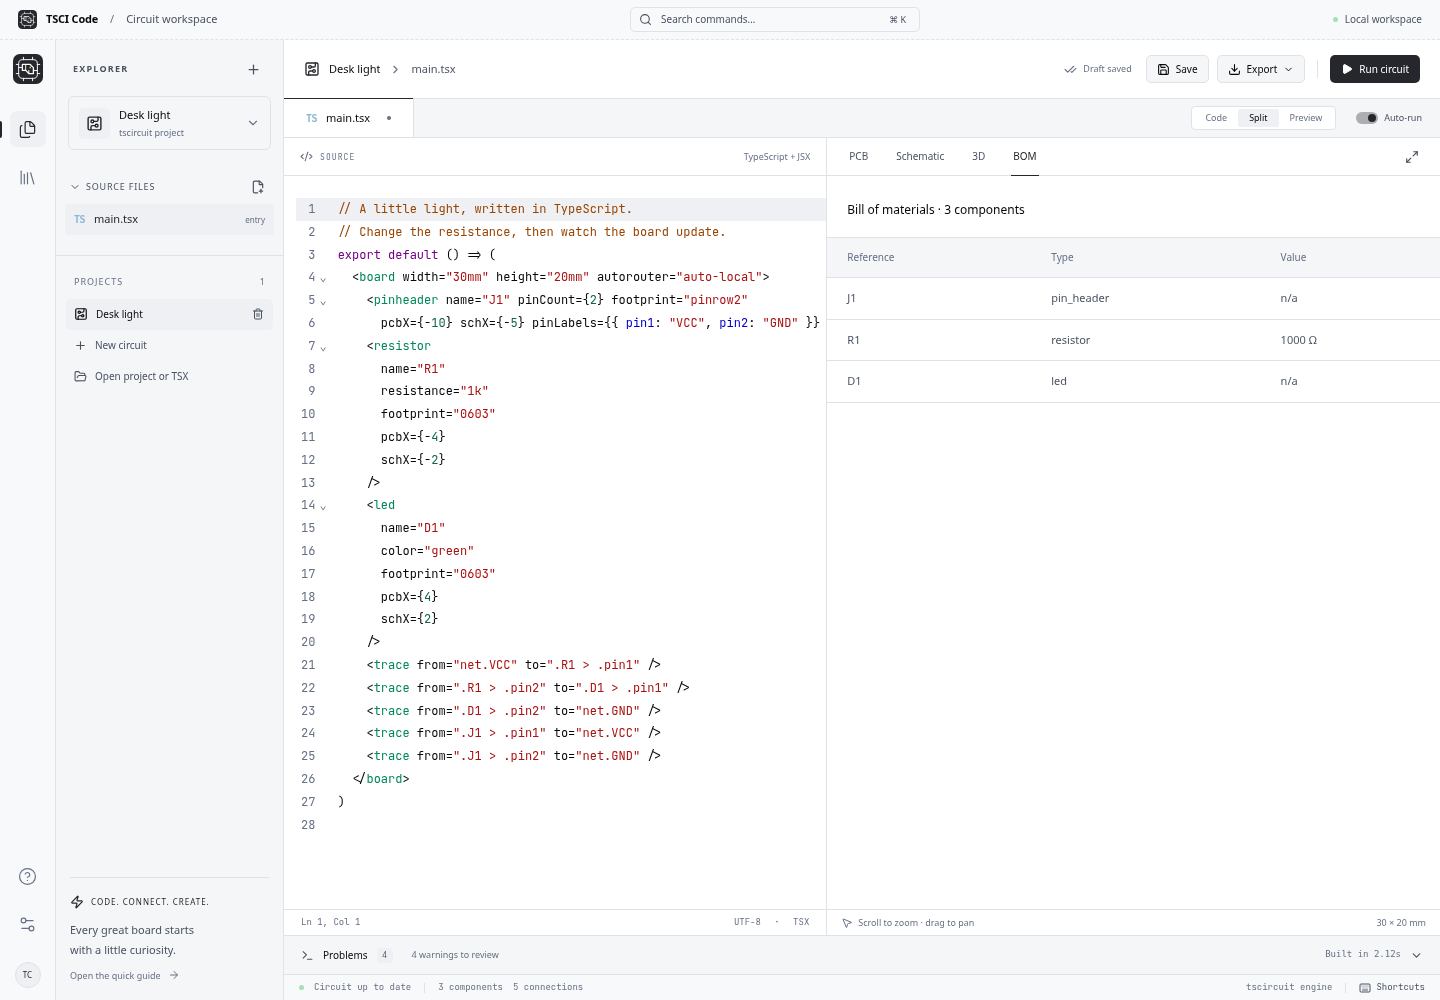 TSCI Code / Circuit workspace
Search commands... ⌘ K
Local workspace
EXPLORER
Desk light
tscircuit project
SOURCE FILES
TS main.tsx entry
PROJECTS 1
Desk light
New circuit
Open project or TSX
CODE. CONNECT. CREATE.
Every great board starts
with a little curiosity.
Open the quick guide
TC
Desk light > main.tsx
Draft saved
Save
Export
Run circuit
TS main.tsx
Code Split Preview
Auto-run
SOURCE
TypeScript + JSX
1 // A little light, written in TypeScript.
2 // Change the resistance, then watch the board update.
3 export default () => (
4 <board width="30mm" height="20mm" autorouter="auto-local">
5 <pinheader name="J1" pinCount={2} footprint="pinrow2"
6 pcbX={-10} schX={-5} pinLabels={{ pin1: "VCC", pin2: "GND" }}
7 <resistor
8 name="R1"
9 resistance="1k"
10 footprint="0603"
11 pcbX={-4}
12 schX={-2}
13 />
14 <led
15 name="D1"
16 color="green"
17 footprint="0603"
18 pcbX={4}
19 schX={2}
20 />
21 <trace from="net.VCC" to=".R1 > .pin1" />
22 <trace from=".R1 > .pin2" to=".D1 > .pin1" />
23 <trace from=".D1 > .pin2" to="net.GND" />
24 <trace from=".J1 > .pin1" to="net.VCC" />
25 <trace from=".J1 > .pin2" to="net.GND" />
26 </board>
27 )
28
Ln 1, Col 1
UTF-8 · TSX
PCB Schematic 3D BOM
Bill of materials · 3 components
Reference Type Value
J1 pin_header n/a
R1 resistor 1000 Ω
D1 led n/a
Scroll to zoom · drag to pan
30 × 20 mm
Problems 4 4 warnings to review
Built in 2.12s
Circuit up to date 3 components 5 connections
tscircuit engine Shortcuts